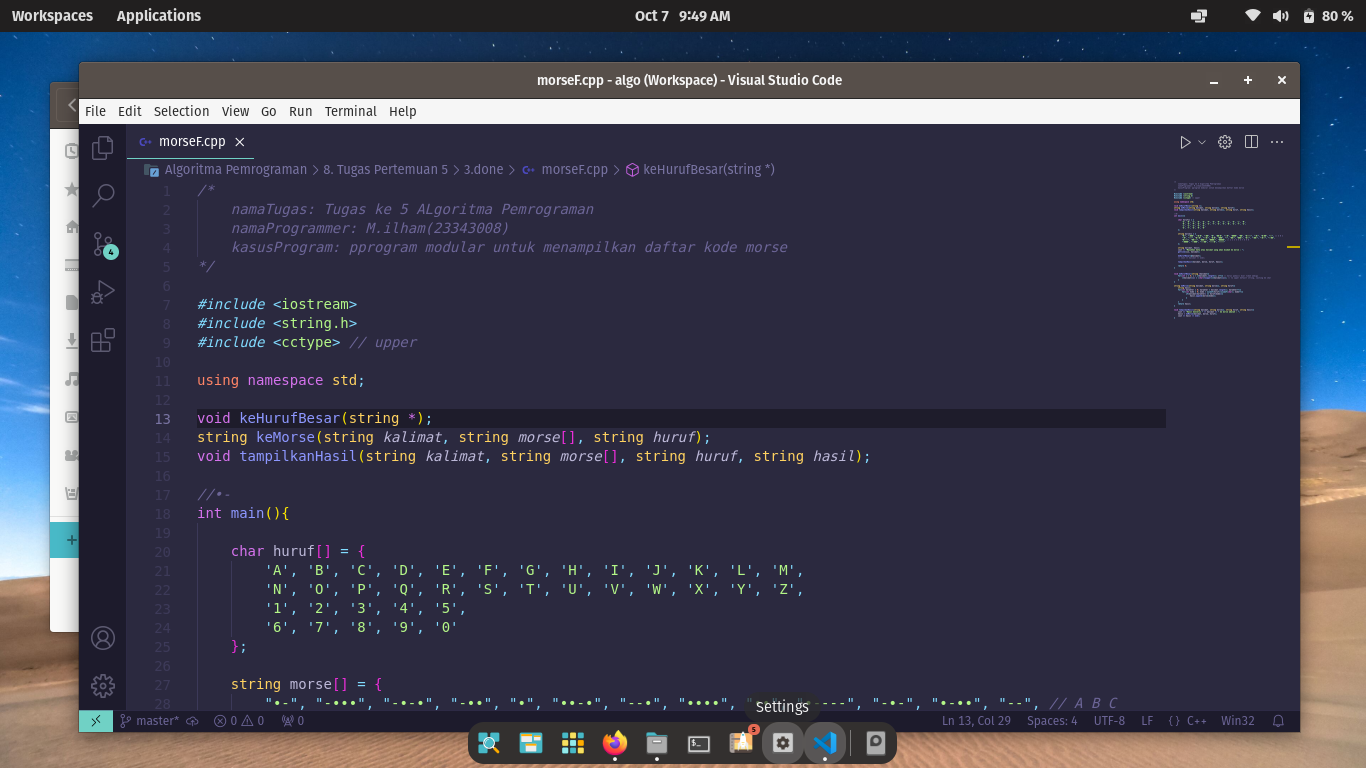 Workspaces Applications Oct 7 9:49 AM 80 %
morseF.cpp - algo (Workspace) - Visual Studio Code
File Edit Selection View Go Run Terminal Help
morseF.cpp
Algoritma Pemrograman > 8. Tugas Pertemuan 5 > 3.done > morseF.cpp > keHurufBesar(string *)
1 /*
2 namaTugas: Tugas ke 5 ALgoritma Pemrograman
3 namaProgrammer: M.ilham(23343008)
4 kasusProgram: pprogram modular untuk menampilkan daftar kode morse
5 */
6
7 #include <iostream>
8 #include <string.h>
9 #include <cctype> // upper
10
11 using namespace std;
12
13 void keHurufBesar(string *);
14 string keMorse(string kalimat, string morse[], string huruf);
15 void tampilkanHasil(string kalimat, string morse[], string huruf, string hasil);
16
17 //•-
18 int main(){
19
20 char huruf[] = {
21 'A', 'B', 'C', 'D', 'E', 'F', 'G', 'H', 'I', 'J', 'K', 'L', 'M',
22 'N', 'O', 'P', 'Q', 'R', 'S', 'T', 'U', 'V', 'W', 'X', 'Y', 'Z',
23 '1', '2', '3', '4', '5',
24 '6', '7', '8', '9', '0'
25 };
26
27 string morse[] = {
28 "•-", "-•••", "-•-•", "-••", "•", "••-•", "--•", "••••", "-•-", "•-••", "--", // A B C
4
master* 0 0 0 Ln 13, Col 29 Spaces: 4 UTF-8 LF {} C++ Win32
Settings
5